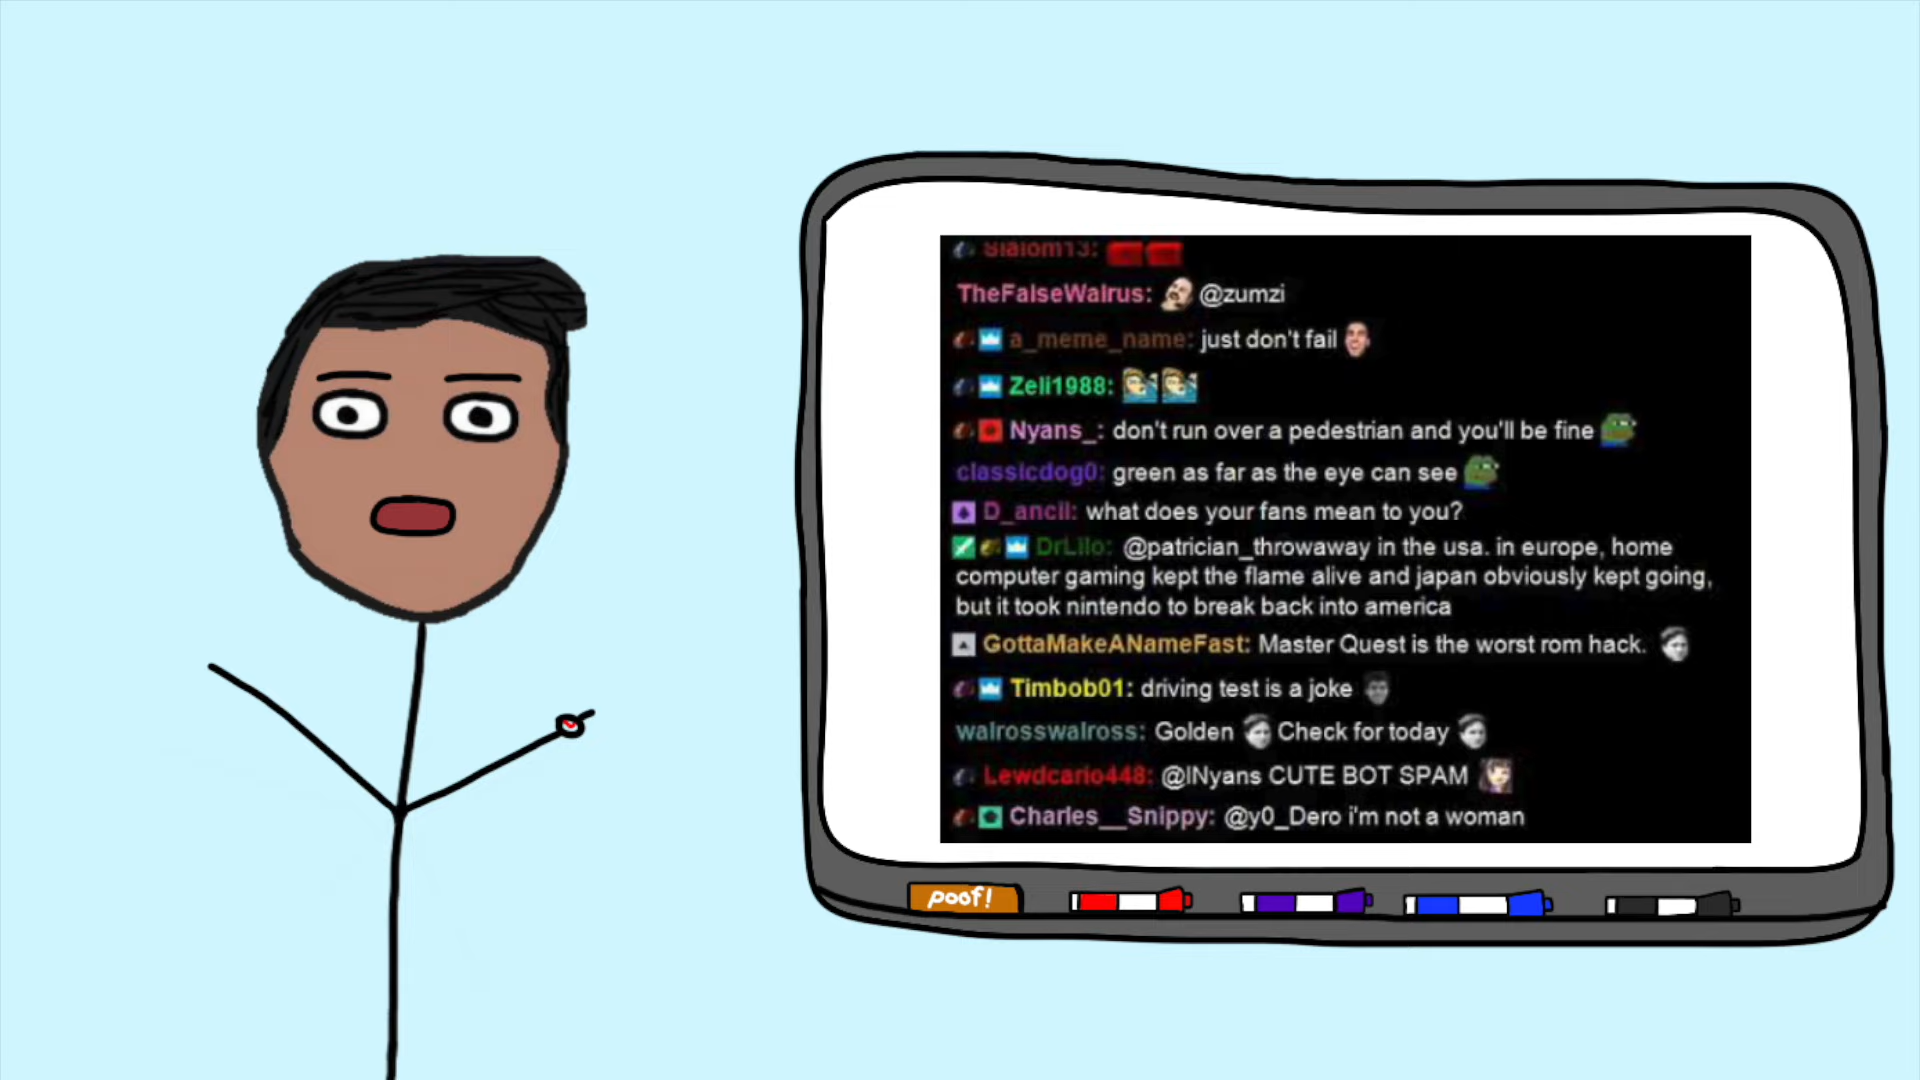 Slalom13:
TheFalseWalrus: @zumzi
a_meme_name: just don't fail
Zeli1988:
Nyans_: don't run over a pedestrian and you'll be fine
classicdog0: green as far as the eye can see
D_ancil: what does your fans mean to you?
DrLilo: @patrician_throwaway in the usa. in europe, home
computer gaming kept the flame alive and japan obviously kept going,
but it took nintendo to break back into america
GottaMakeANameFast: Master Quest is the worst rom hack.
Timbob01: driving test is a joke
walrosswalross: Golden Check for today
Lewdcario448: @INyans CUTE BOT SPAM
Charles__Snippy: @y0_Dero i'm not a woman
poof!